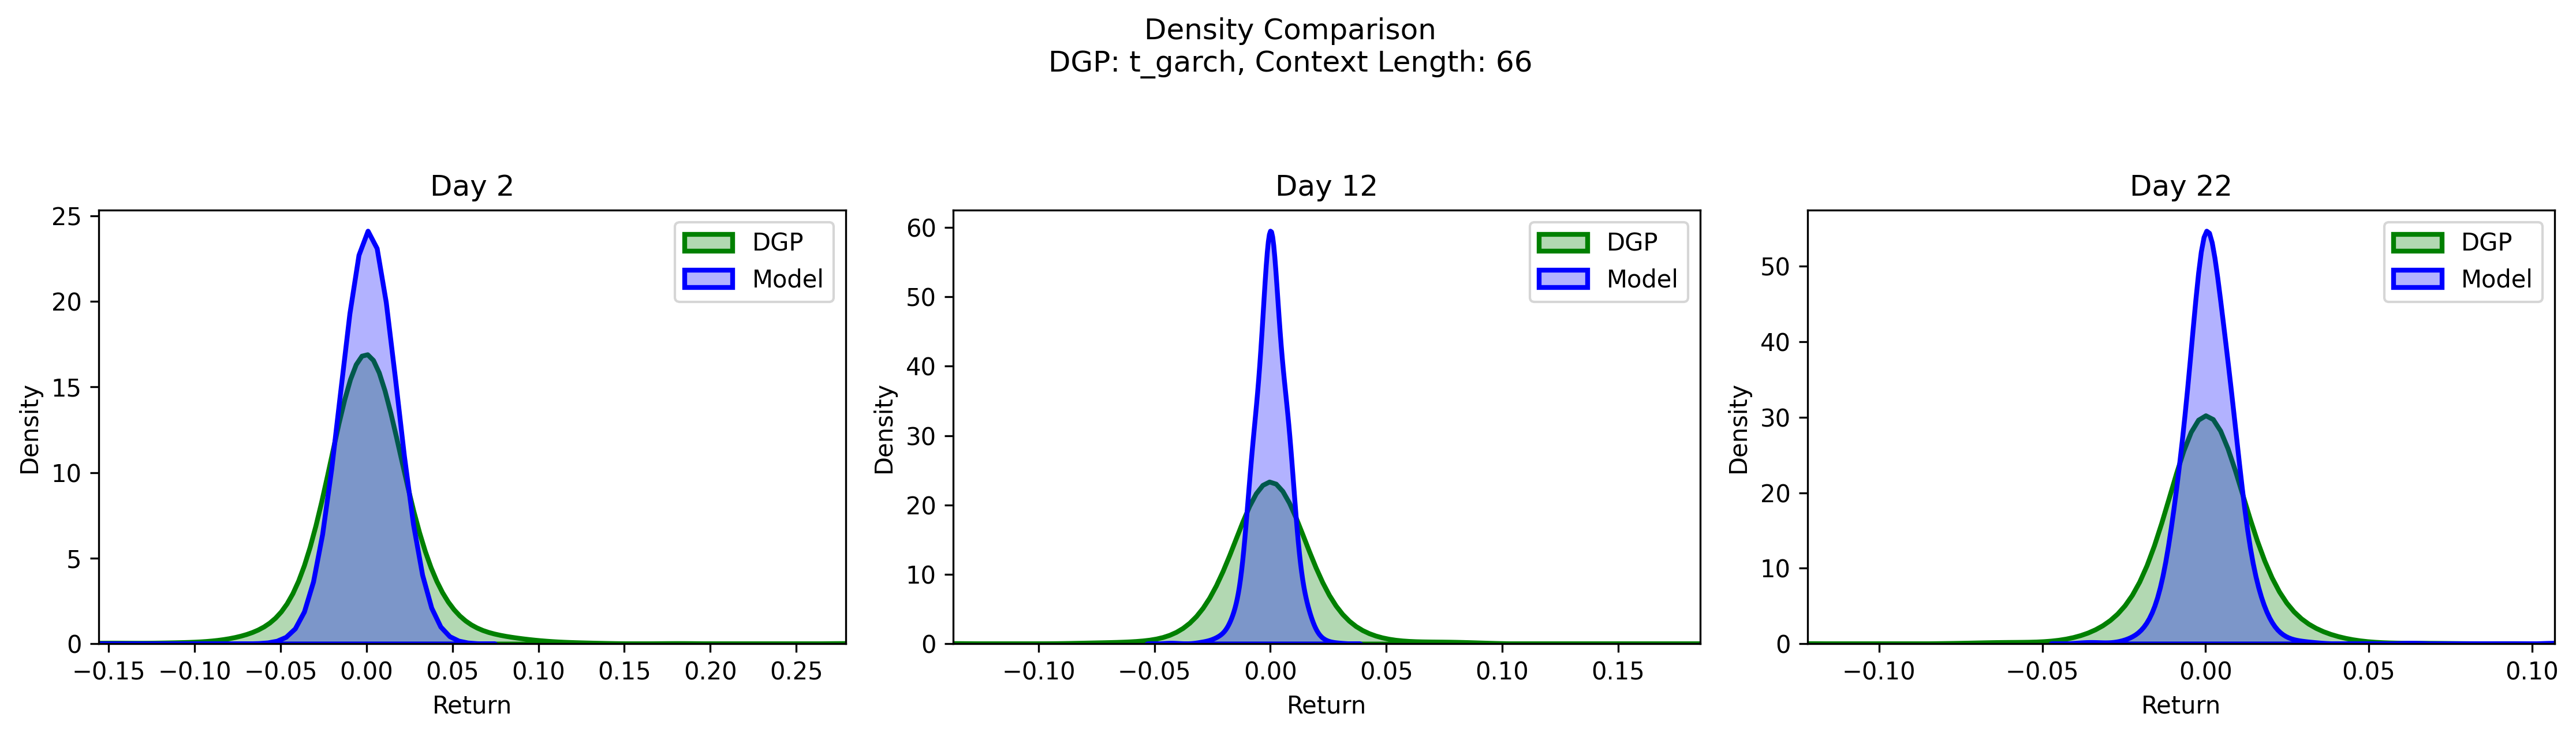 Density Comparison
DGP: t_garch, Context Length: 66
Day 2
25
20
15
10
5
0
Density
−0.15 −0.10 −0.05 0.00 0.05 0.10 0.15 0.20 0.25
Return
DGP
Model
Day 12
60
50
40
30
20
10
0
Density
−0.10 −0.05 0.00 0.05 0.10 0.15
Return
DGP
Model
Day 22
50
40
30
20
10
0
Density
−0.10 −0.05 0.00 0.05 0.10
Return
DGP
Model